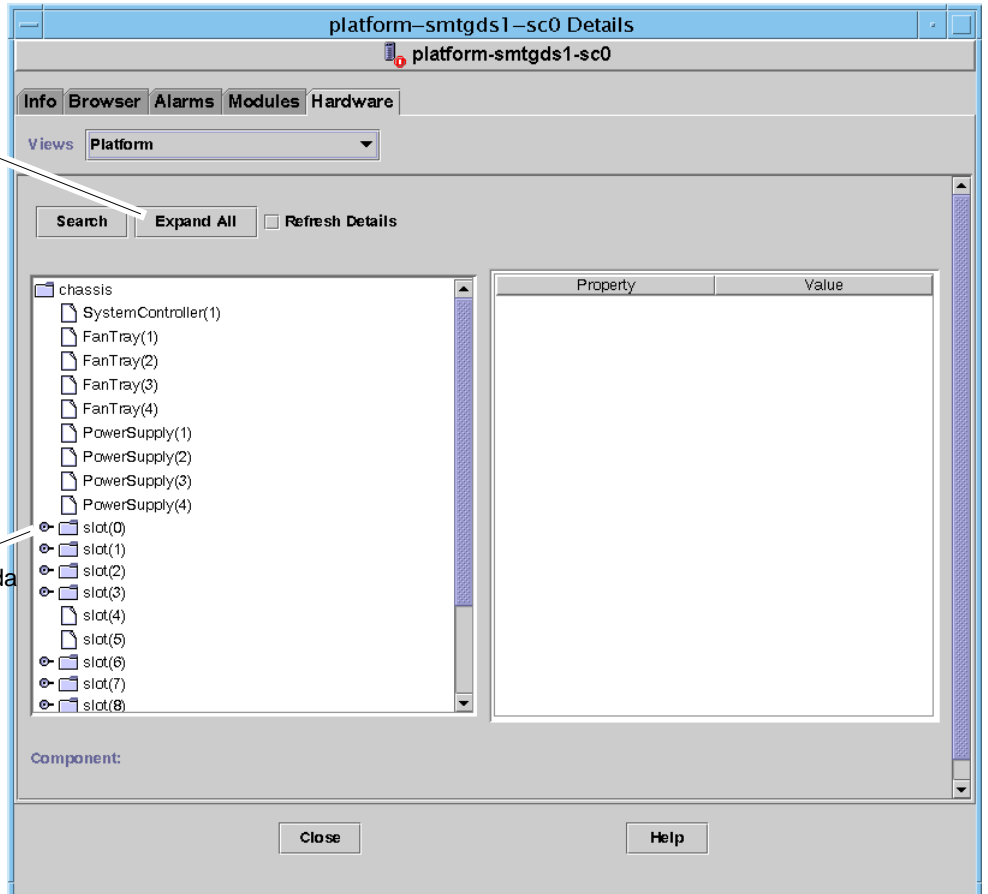 platform–smtgds1–sc0 Details
platform-smtgds1-sc0
Info Browser Alarms Modules Hardware
Views Platform
Search Expand All Refresh Details
Property Value
chassis
SystemController(1)
FanTray(1)
FanTray(2)
FanTray(3)
FanTray(4)
PowerSupply(1)
PowerSupply(2)
PowerSupply(3)
PowerSupply(4)
slot(0)
slot(1)
slot(2)
slot(3)
slot(4)
slot(5)
slot(6)
slot(7)
slot(8)
Component:
Close Help